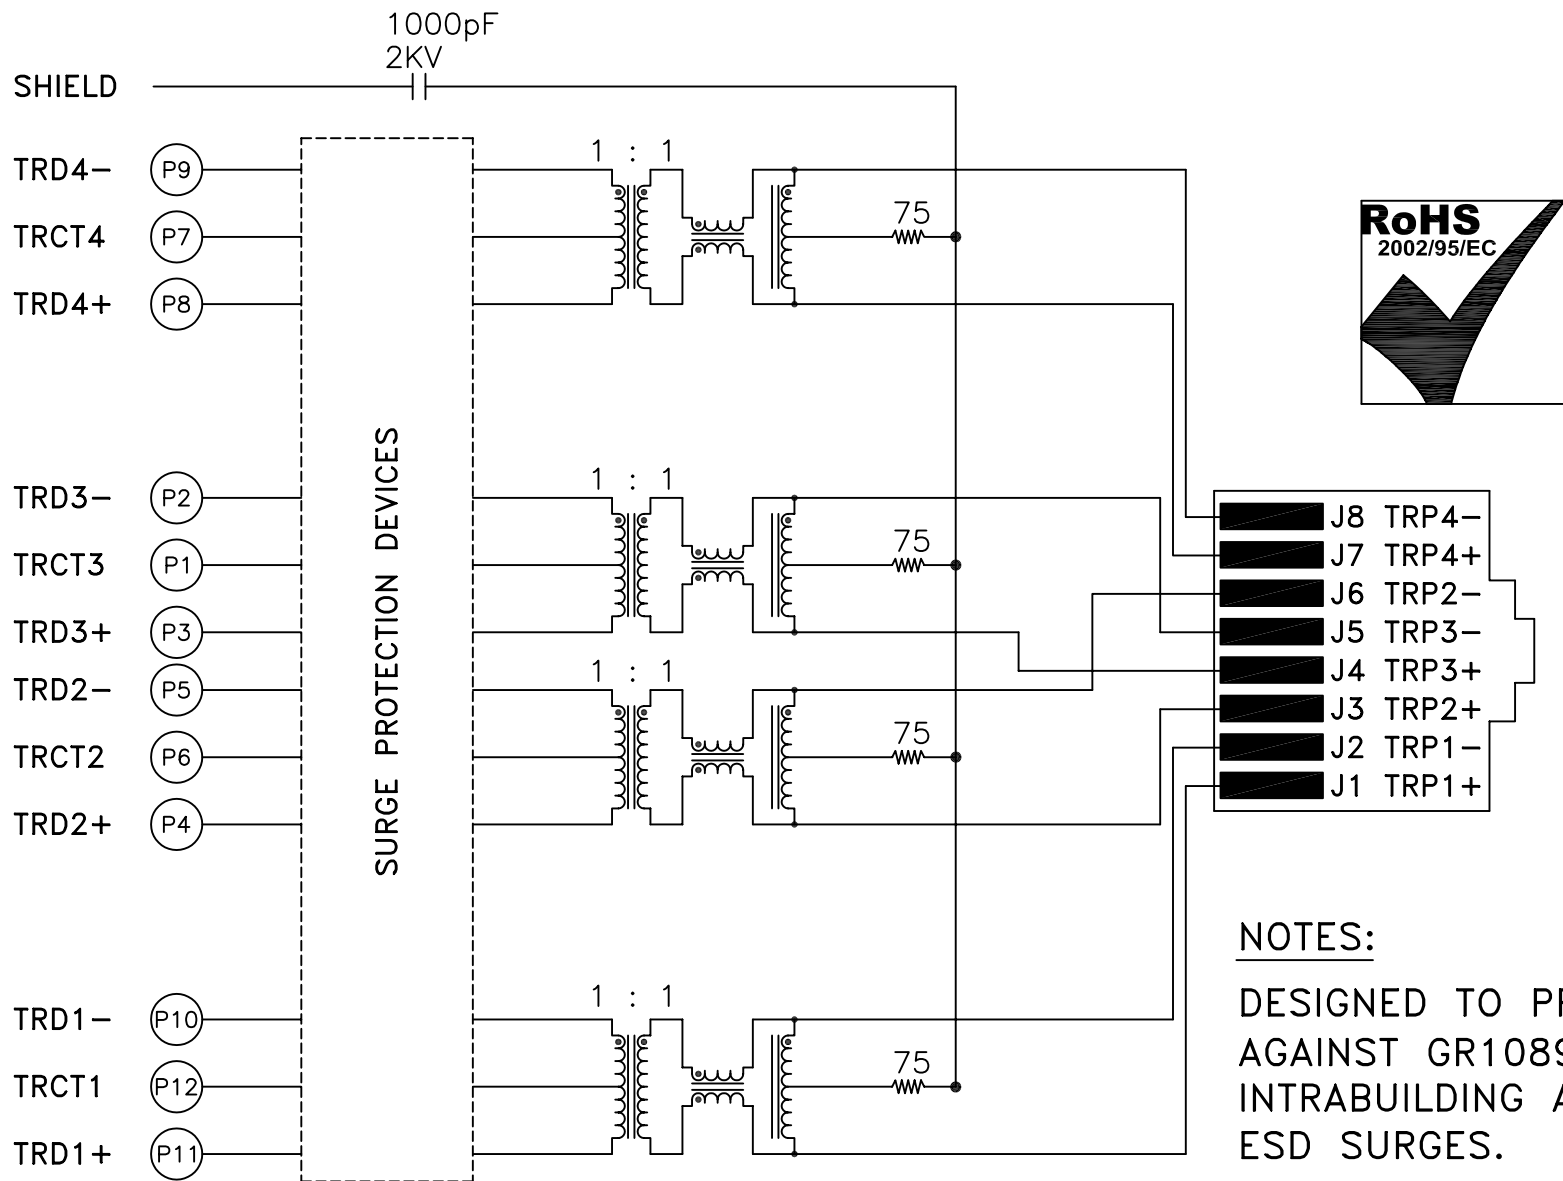 1000pF
2KV
SHIELD
1 : 1
TRD4− P9
75
TRCT4 P7
TRD4+ P8
RoHS
2002/95/EC
SURGE PROTECTION DEVICES
1 : 1
TRD3− P2
75
TRCT3 P1
TRD3+ P3
1 : 1
TRD2− P5
75
TRCT2 P6
TRD2+ P4
J8 TRP4−
J7 TRP4+
J6 TRP2−
J5 TRP3−
J4 TRP3+
J3 TRP2+
J2 TRP1−
J1 TRP1+
1 : 1
TRD1− P10
75
TRCT1 P12
TRD1+ P11
NOTES:
DESIGNED TO
AGAINST
INTRABUILDING
ESD SURGES.